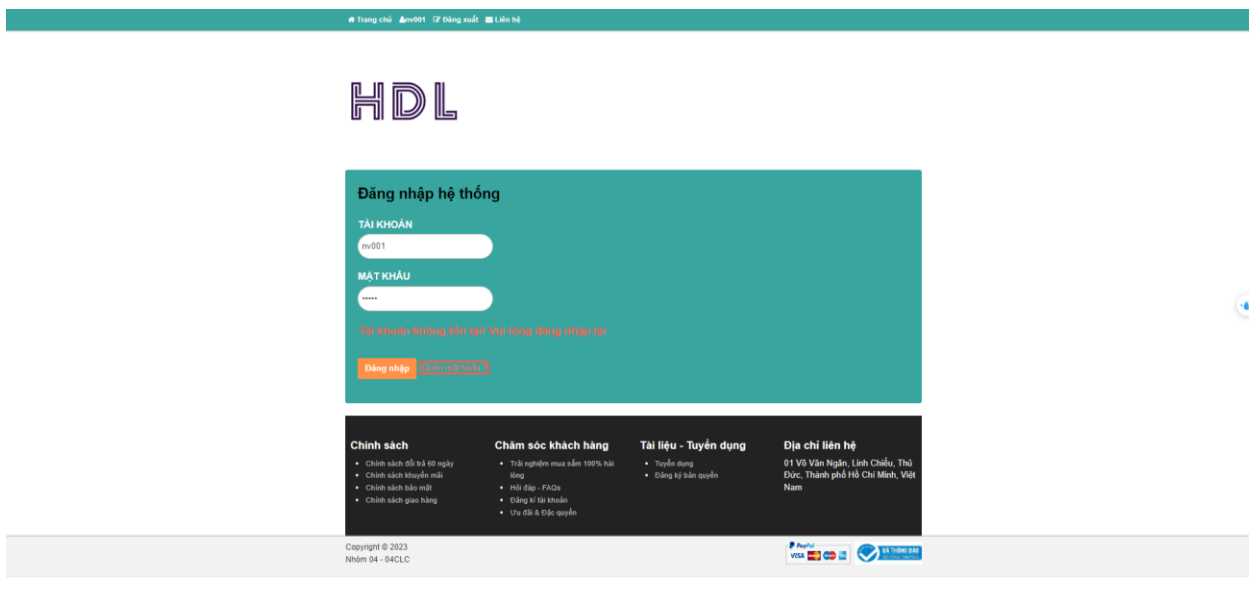 Trang chủ nv001 Đăng xuất Liên hệ
HDL
Đăng nhập hệ thống
TÀI KHOẢN
nv001
MẬT KHẨU
•••••
Tài khoản không tồn tại! Vui lòng đăng nhập lại
Đăng nhập Quên mật khẩu ?
Chính sách
Chính sách đổi trả 60 ngày
Chính sách khuyến mãi
Chính sách bảo mật
Chính sách giao hàng
Chăm sóc khách hàng
Trải nghiệm mua sắm 100% hài
lòng
Hỏi đáp - FAQs
Đăng kí tài khoản
Ưu đãi & Đặc quyền
Tài liệu - Tuyển dụng
Tuyển dụng
Đăng ký bản quyền
Địa chỉ liên hệ
01 Võ Văn Ngân, Linh Chiểu, Thủ
Đức, Thành phố Hồ Chí Minh, Việt
Nam
Copyright © 2023
Nhóm 04 - 04CLC
PayPal
VISA
ĐÃ THÔNG BÁO